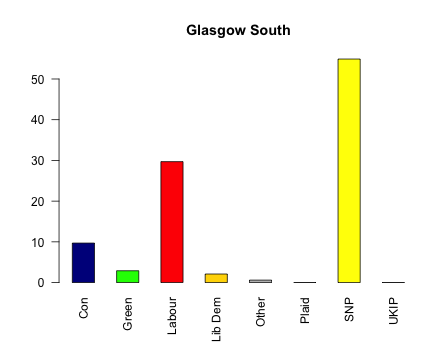 Glasgow South
50
40
30
20
10
0
Con
Green
Labour
Lib Dem
Other
Plaid
SNP
UKIP